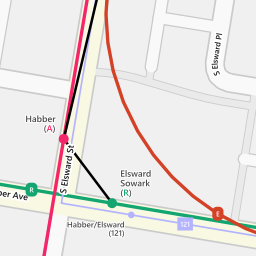 S Elsward Pl
Habber
(A)
S Elsward St
Elsward
Sowark
(R)
R
E
121
ber Ave
Habber/Elsward
(121)